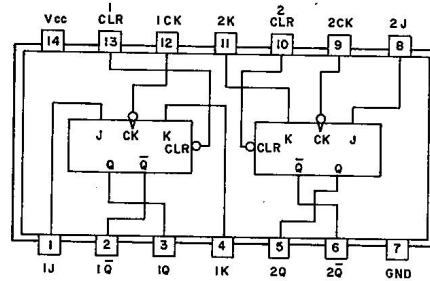 1 2
Vcc CLR 1CK 2K CLR 2CK 2J
14 13 12 11 10 9 8
J CK K K CK J
CLR CLR
Q Q̅ Q̅ Q
1 2 3 4 5 6 7
1J 1Q̅ 1Q 1K 2Q 2Q̅ GND